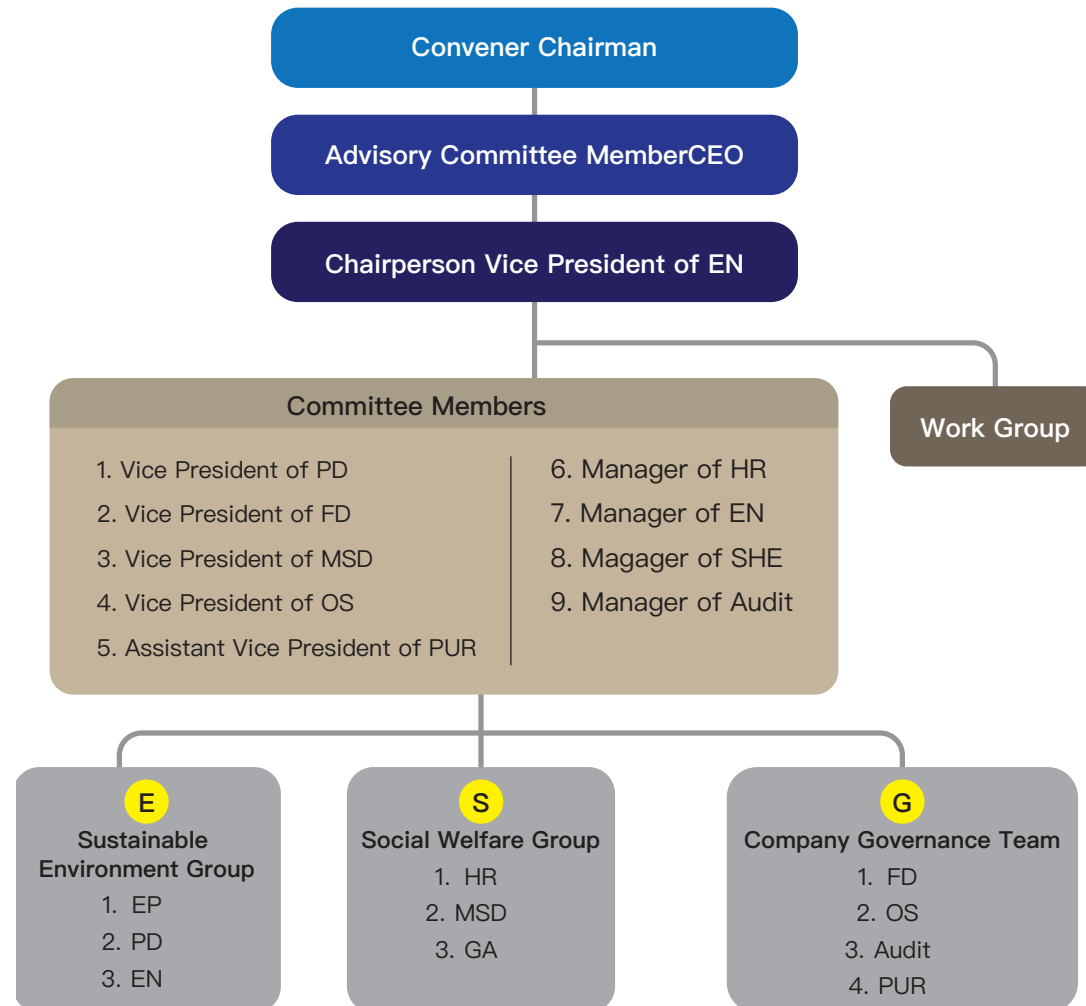 Convener Chairman
Advisory Committee MemberCEO
Chairperson Vice President of EN
Work Group
Committee Members
1. Vice President of PD
2. Vice President of FD
3. Vice President of MSD
4. Vice President of OS
5. Assistant Vice President of PUR
6. Manager of HR
7. Manager of EN
8. Magager of SHE
9. Manager of Audit
E
Sustainable
Environment Group
1. EP
2. PD
3. EN
S
Social Welfare Group
1. HR
2. MSD
3. GA
G
Company Governance Team
1. FD
2. OS
3. Audit
4. PUR